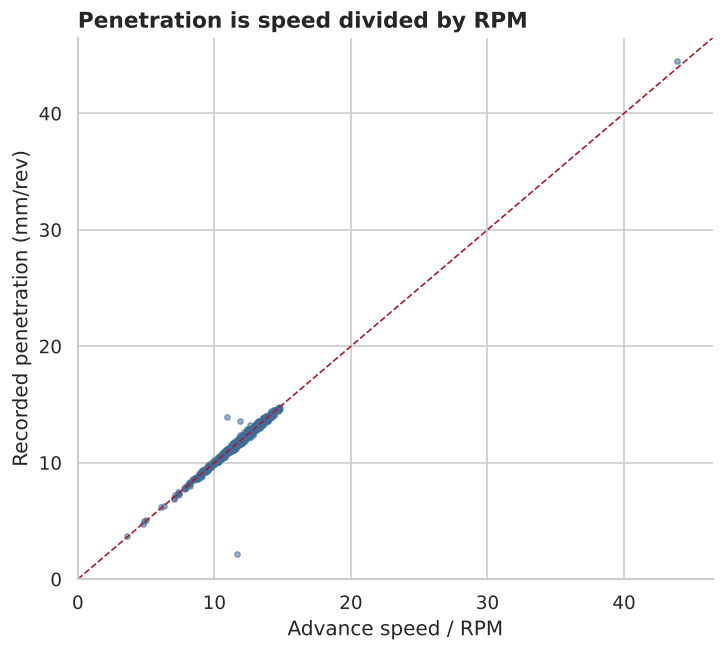 Penetration is speed divided by RPM
Recorded penetration (mm/rev)
40
30
20
10
0
0 10 20 30 40
Advance speed / RPM